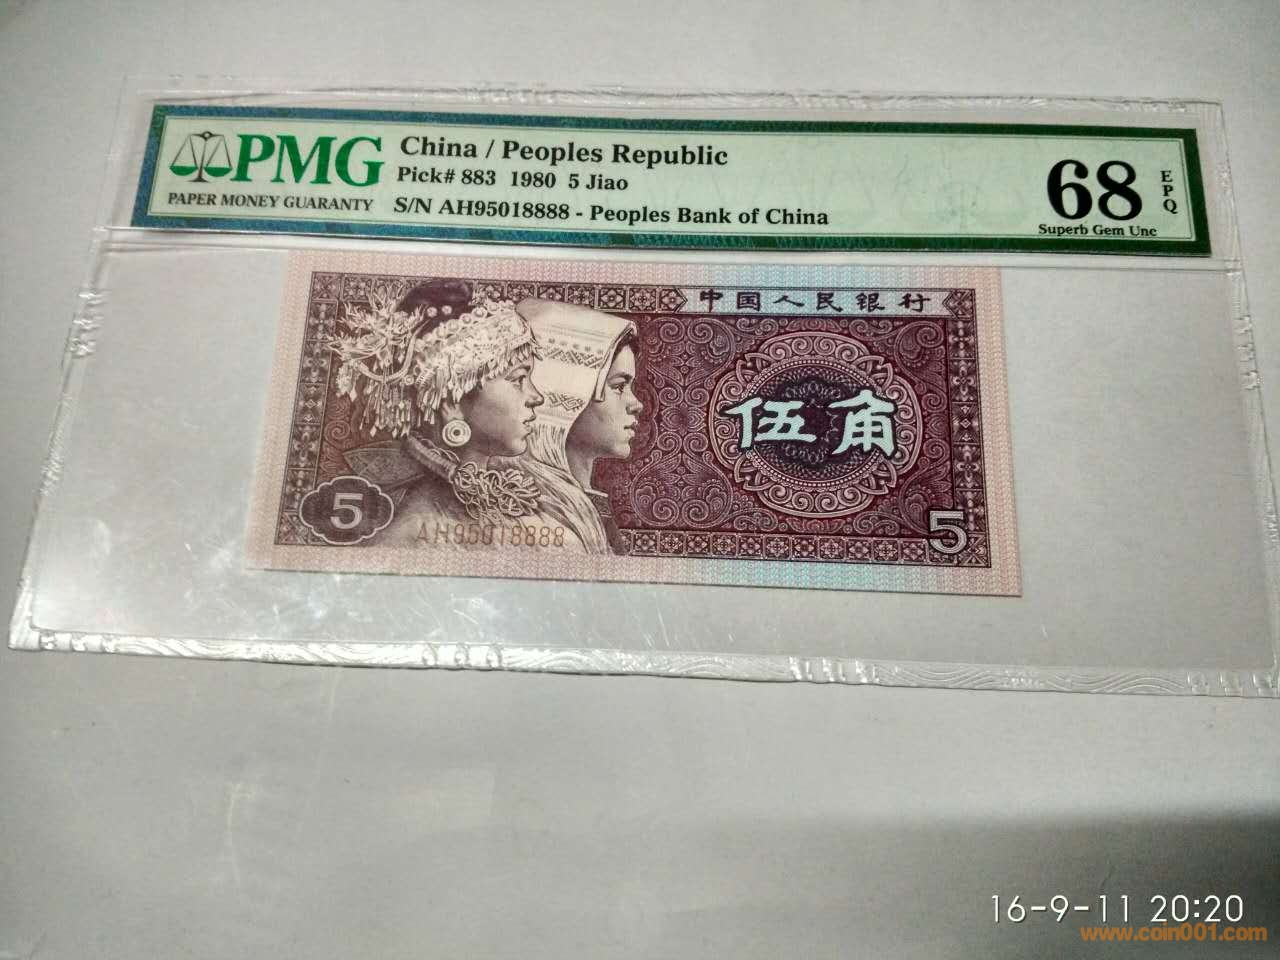 PMG
PAPER MONEY GUARANTY
China / Peoples Republic
Pick# 883 1980 5 Jiao
S/N AH95018888 - Peoples Bank of China
68
EPQ
Superb Gem Unc
中国人民银行
伍角
5
AH95018888
5
16-9-11 20:20
www.coin001.com